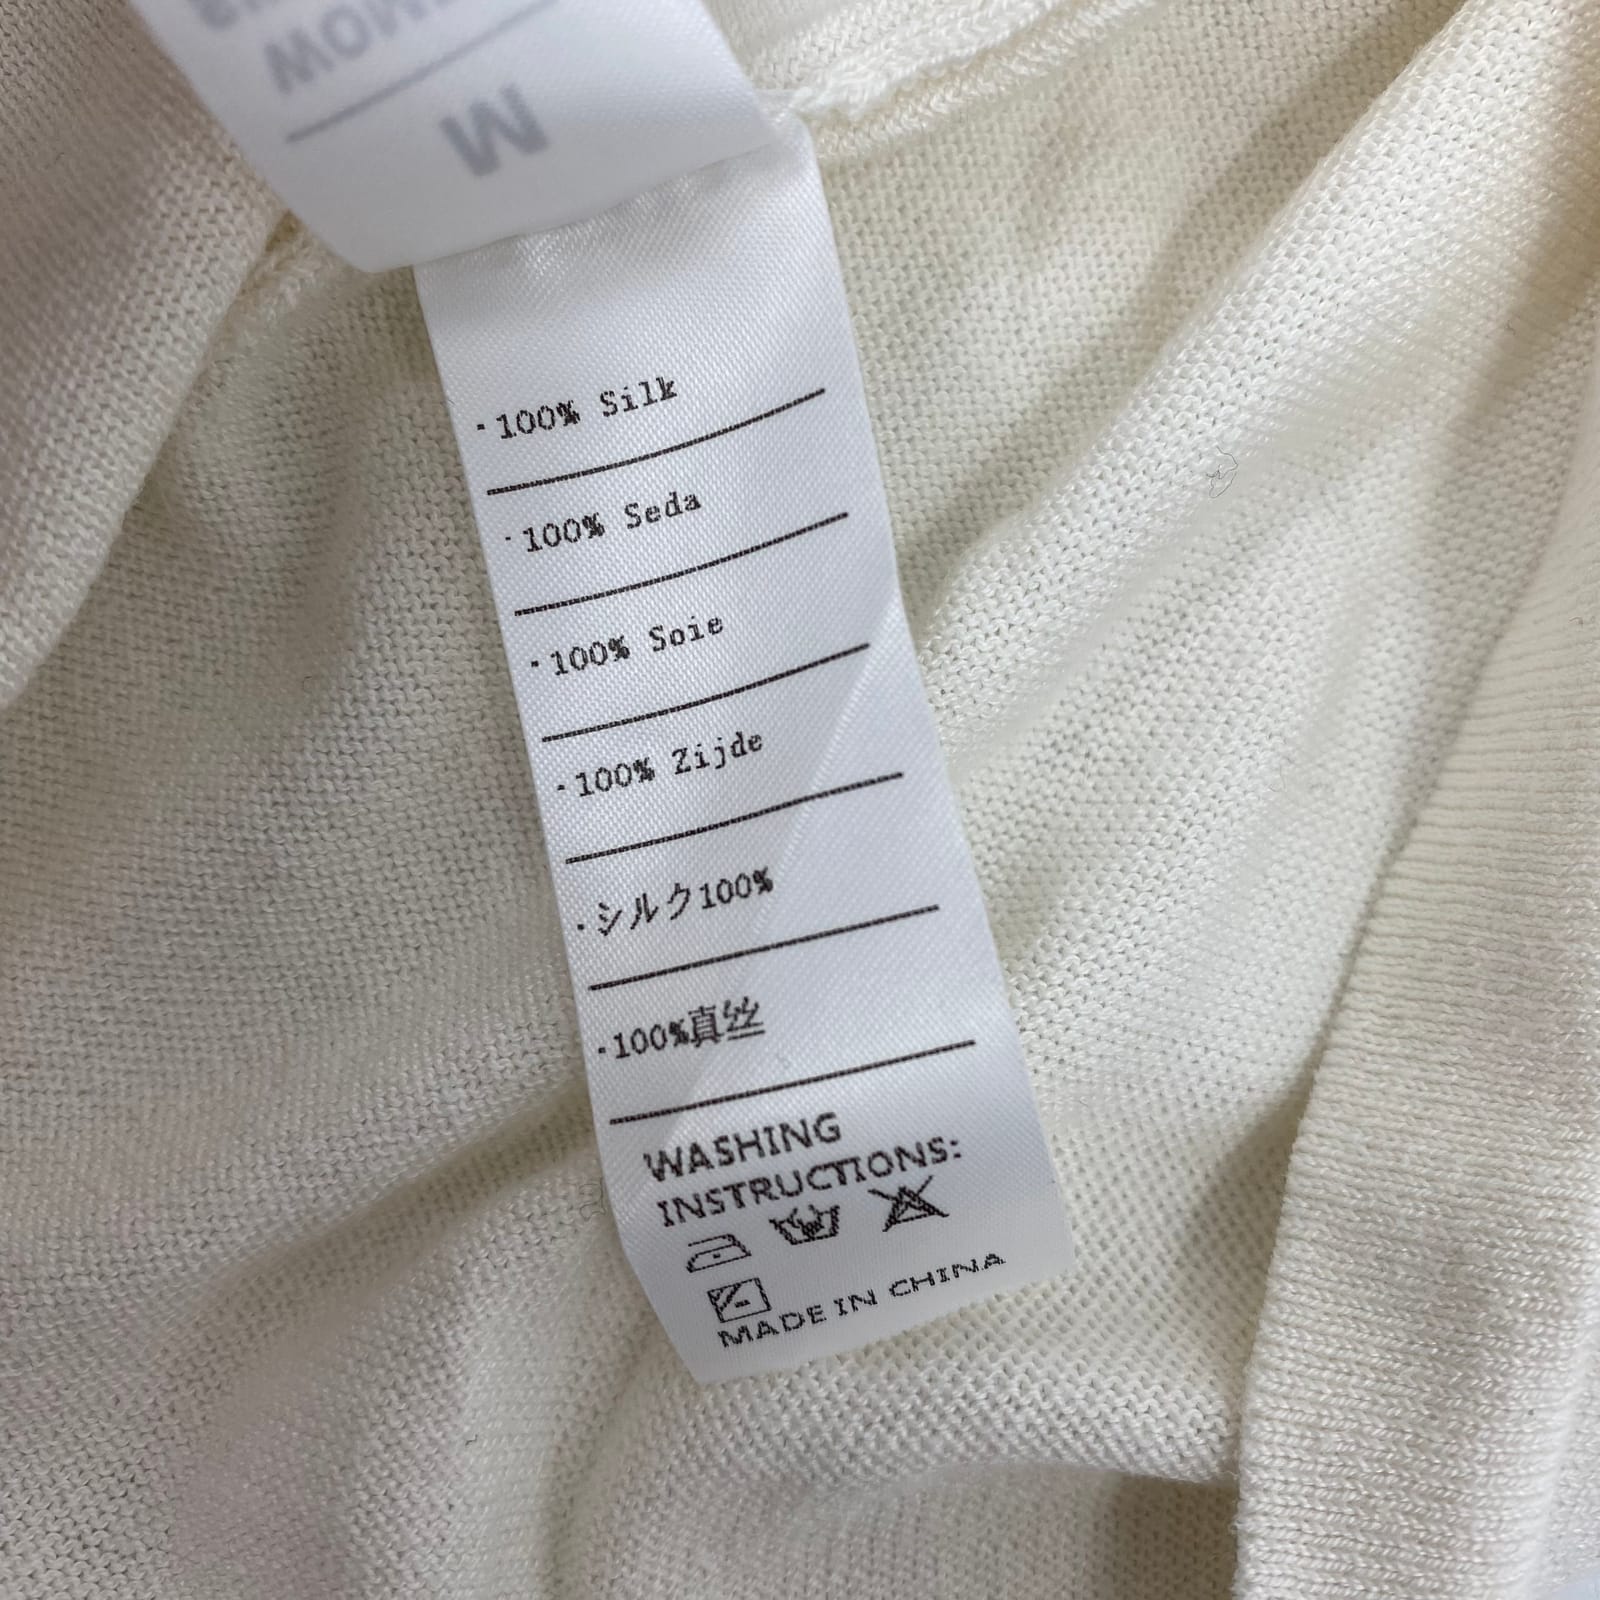 M
·100% Silk
·100% Seda
·100% Soie
·100% Zijde
·シルク100%
·100%真丝
WASHING
INSTRUCTIONS:
MADE IN CHINA